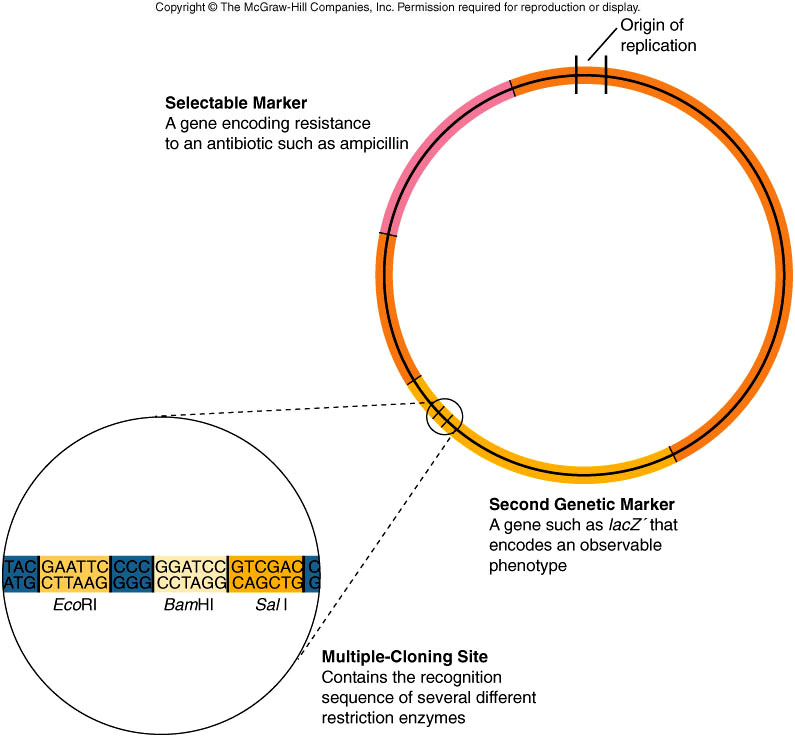 Copyright © The McGraw-Hill Companies, Inc. Permission required for reproduction or display.
Origin of
replication
Selectable Marker
A gene encoding resistance
to an antibiotic such as ampicillin
Second Genetic Marker
A gene such as lacZ´ that
encodes an observable
phenotype
TAC GAATTC CCC GGATCC GTCGAC C
ATG CTTAAG GGG CCTAGG CAGCTG G
EcoRI BamHI Sal I
Multiple-Cloning Site
Contains the recognition
sequence of several different
restriction enzymes